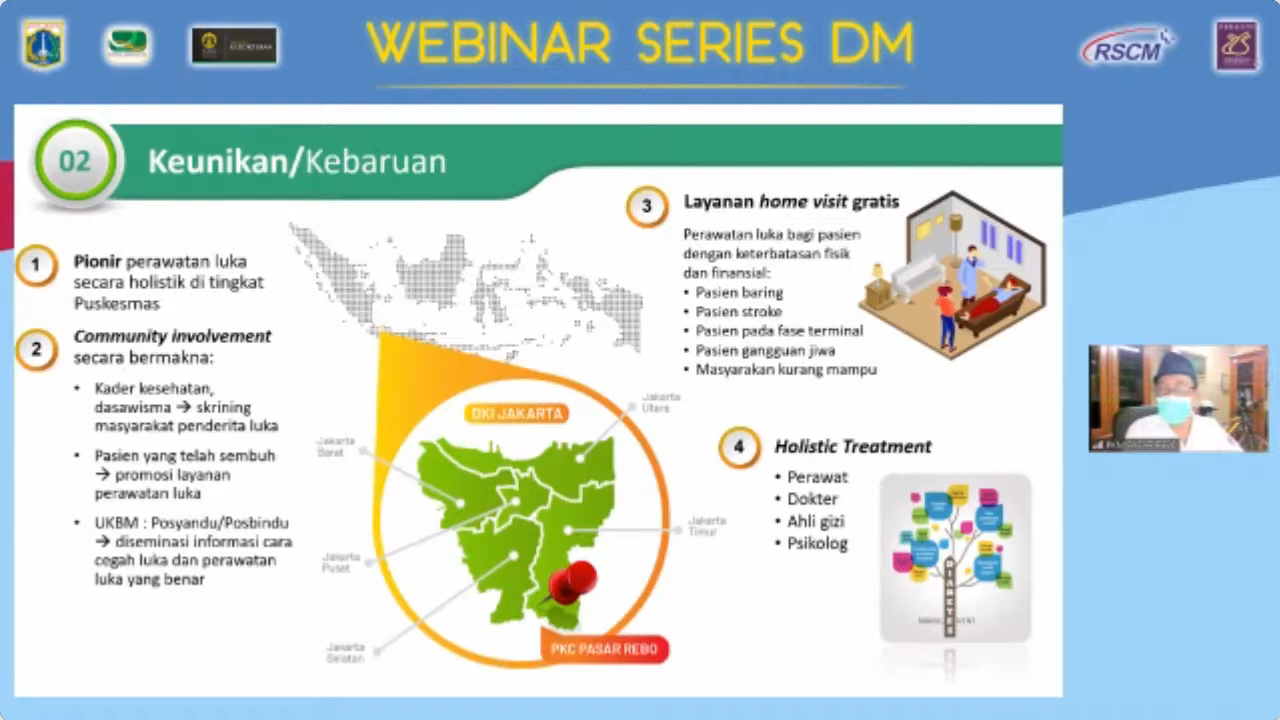 WEBINAR SERIES DM
RSCM
02
Keunikan/Kebaruan
1
Pionir perawatan luka
secara holistik di tingkat
Puskesmas
2
Community involvement
secara bermakna:
• Kader kesehatan,
dasawisma → skrining
masyarakat penderita luka
• Pasien yang telah sembuh
→ promosi layanan
perawatan luka
• UKBM : Posyandu/Posbindu
→ diseminasi informasi cara
cegah luka dan perawatan
luka yang benar
DKI JAKARTA
Jakarta
Utara
Jakarta
Barat
Jakarta
Timur
Jakarta
Pusat
Jakarta
Selatan
PKC PASAR REBO
3
Layanan home visit gratis
Perawatan luka bagi pasien
dengan keterbatasan fisik
dan finansial:
• Pasien baring
• Pasien stroke
• Pasien pada fase terminal
• Pasien gangguan jiwa
• Masyarakan kurang mampu
4
Holistic Treatment
• Perawat
• Dokter
• Ahli gizi
• Psikolog
DIABETES